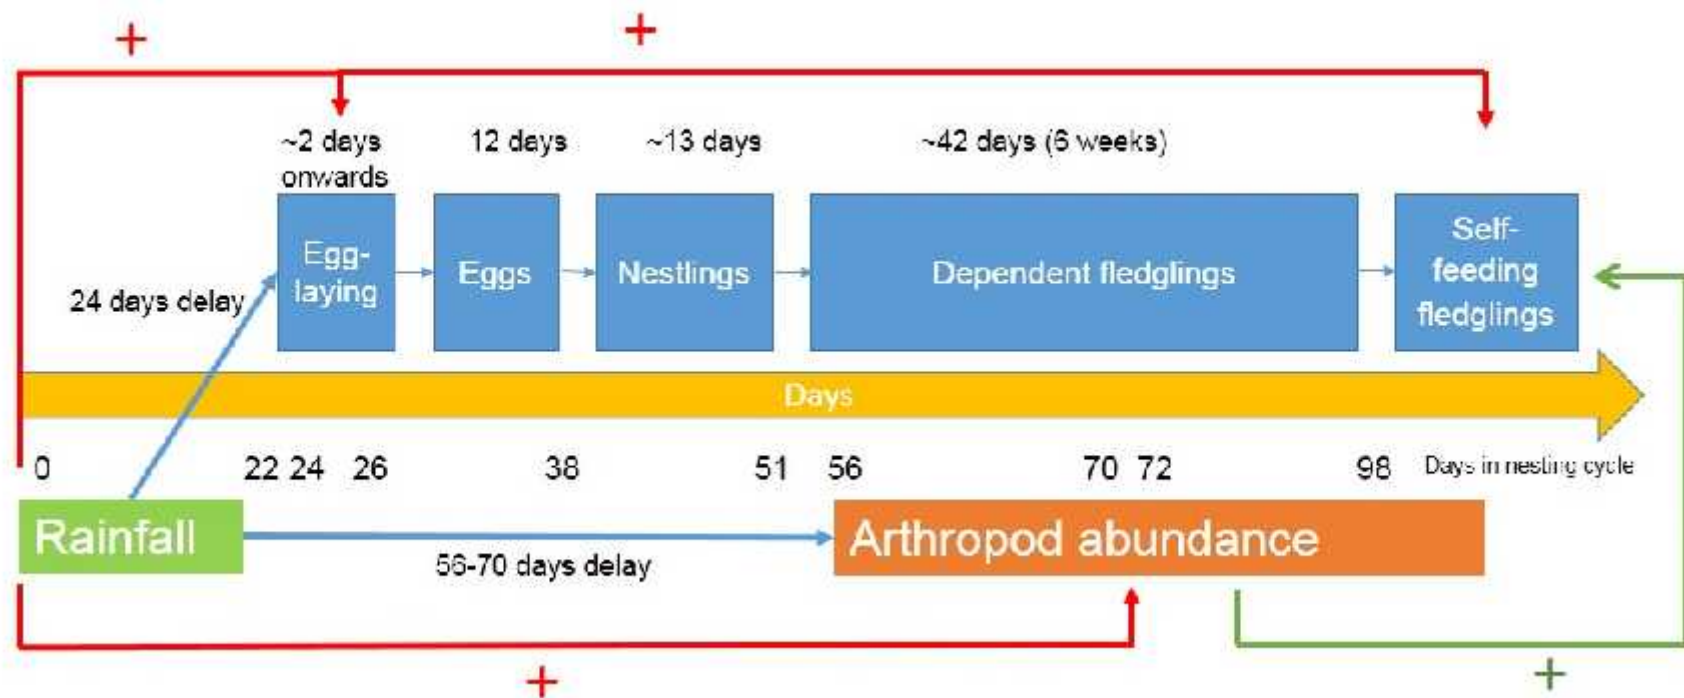 +
+
~2 days
onwards
12 days
~13 days
~42 days (6 weeks)
24 days delay
Egg-
laying
Eggs
Nestlings
Dependent fledglings
Self-
feeding
fledglings
Days
0 22 24 26 38 51 56 70 72 98 Days in nesting cycle
Rainfall
56-70 days delay
Arthropod abundance
+
+